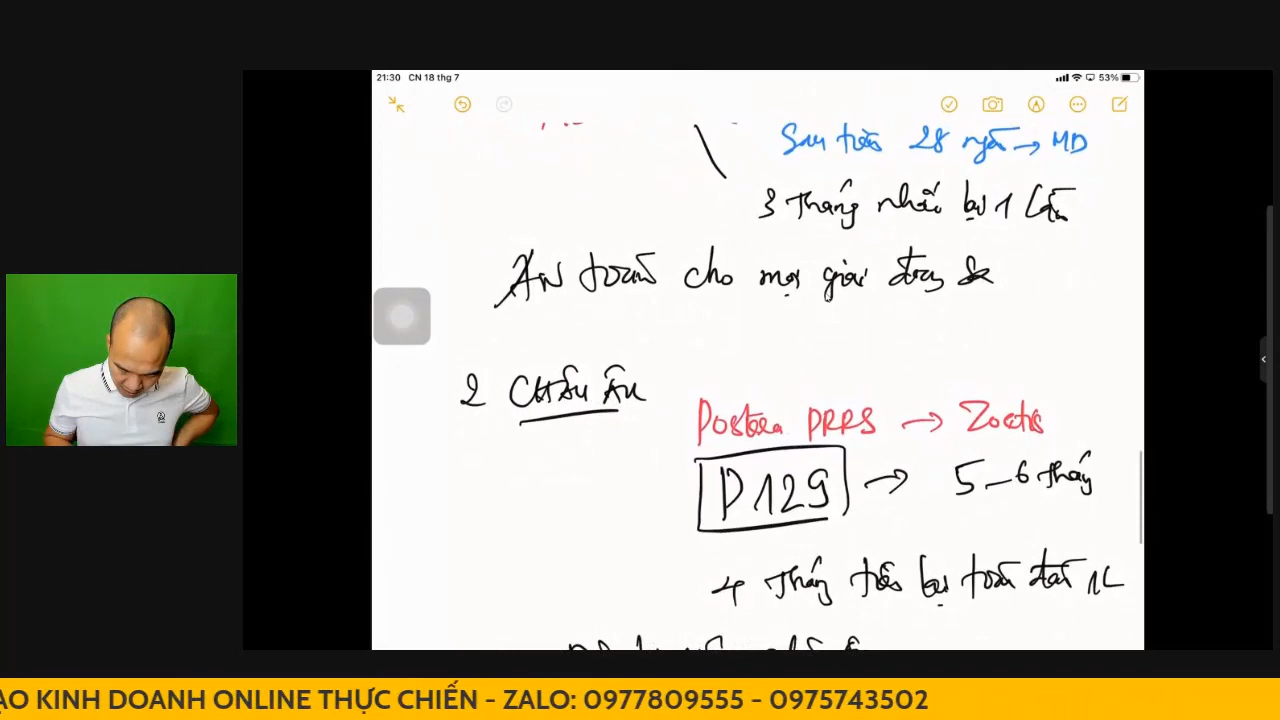 21:30 CN 18 thg 7 53%
Sau tiêm 28 ngày → MD
3 Tháng nhắc lại 1 lần
An toàn cho mọi giai đoạn
2 CHÂU ÂU
PRRS → Zoetis
P129 → 5-6 tháng
4 Tháng tiêm lại toàn đàn 1L
ẠO KINH DOANH ONLINE THỰC CHIẾN - ZALO: 0977809555 - 0975743502